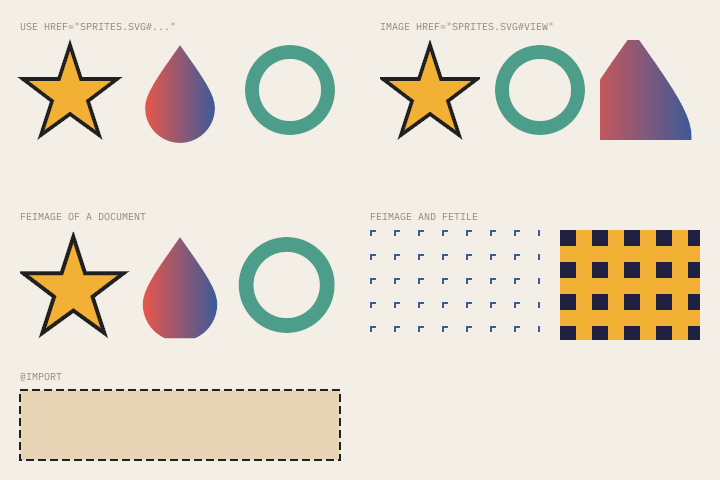 USE HREF="SPRITES.SVG#..."
IMAGE HREF="SPRITES.SVG#VIEW"
FEIMAGE OF A DOCUMENT
FEIMAGE AND FETILE
@IMPORT